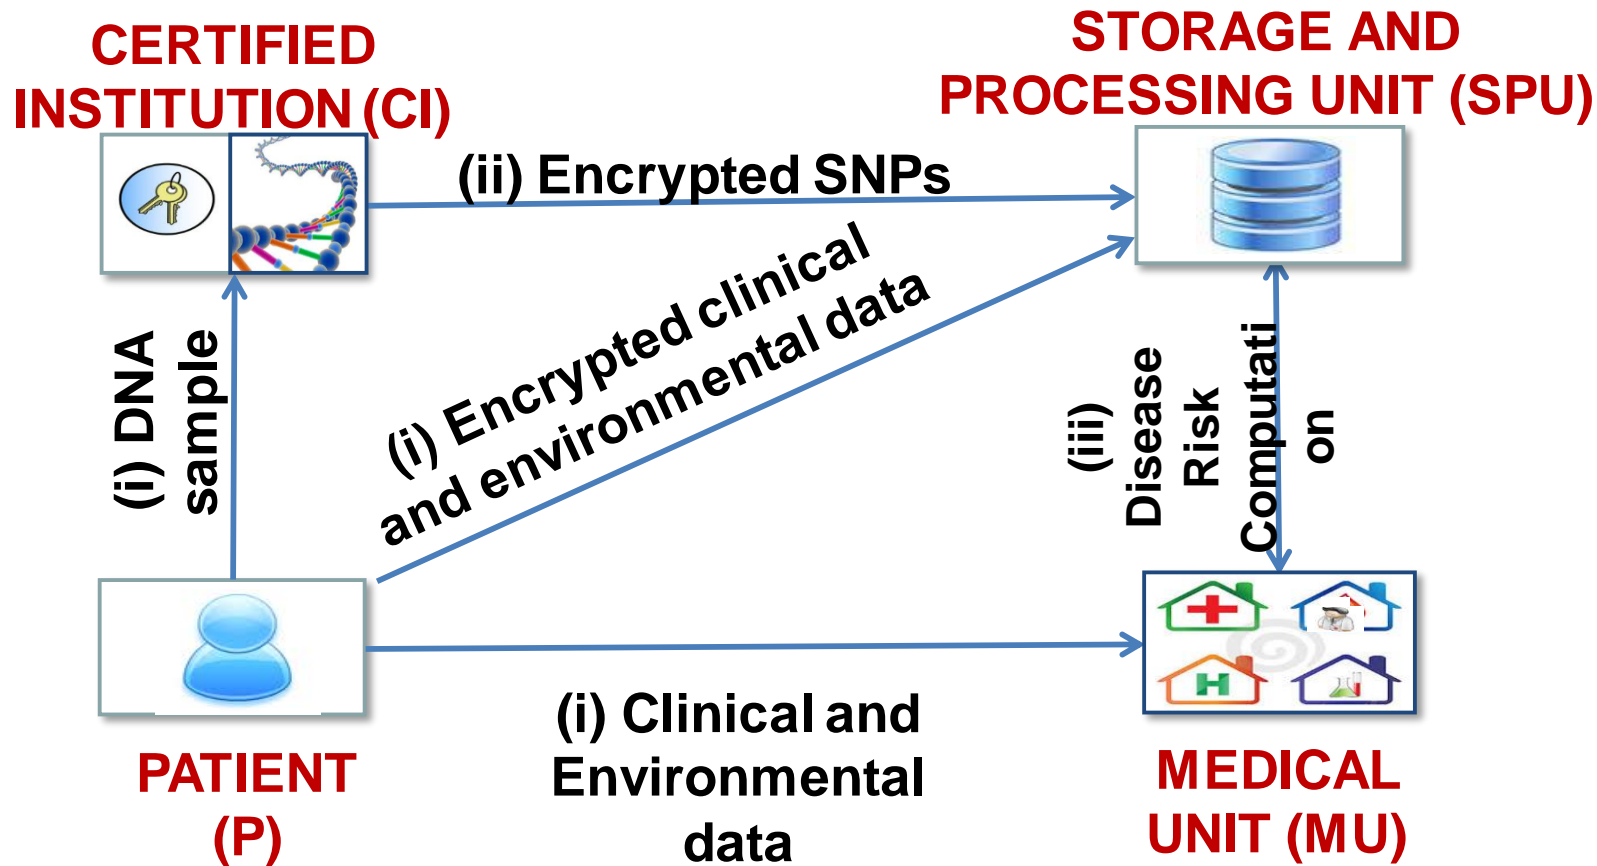 CERTIFIED
INSTITUTION (CI)
STORAGE AND
PROCESSING UNIT (SPU)
(ii) Encrypted SNPs
(i) Encrypted clinical
and environmental data
(i) DNA
sample
(iii)
Disease
Risk
Computati
on
H
(i) Clinical and
Environmental
data
PATIENT
(P)
MEDICAL
UNIT (MU)